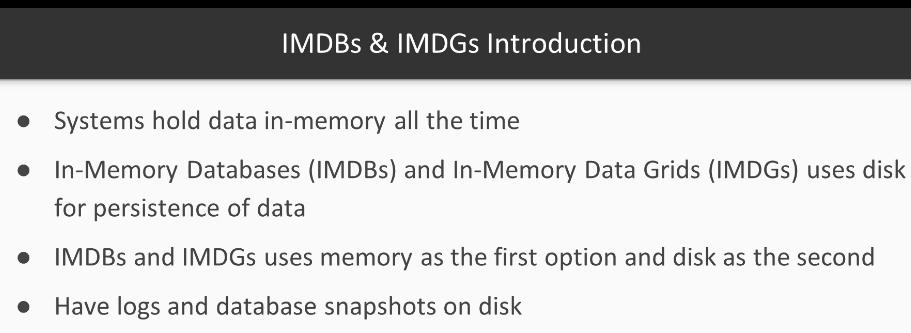 IMDBs & IMDGs Introduction
● Systems hold data in-memory all the time
● In-Memory Databases (IMDBs) and In-Memory Data Grids (IMDGs) uses disk
for persistence of data
● IMDBs and IMDGs uses memory as the first option and disk as the second
● Have logs and database snapshots on disk